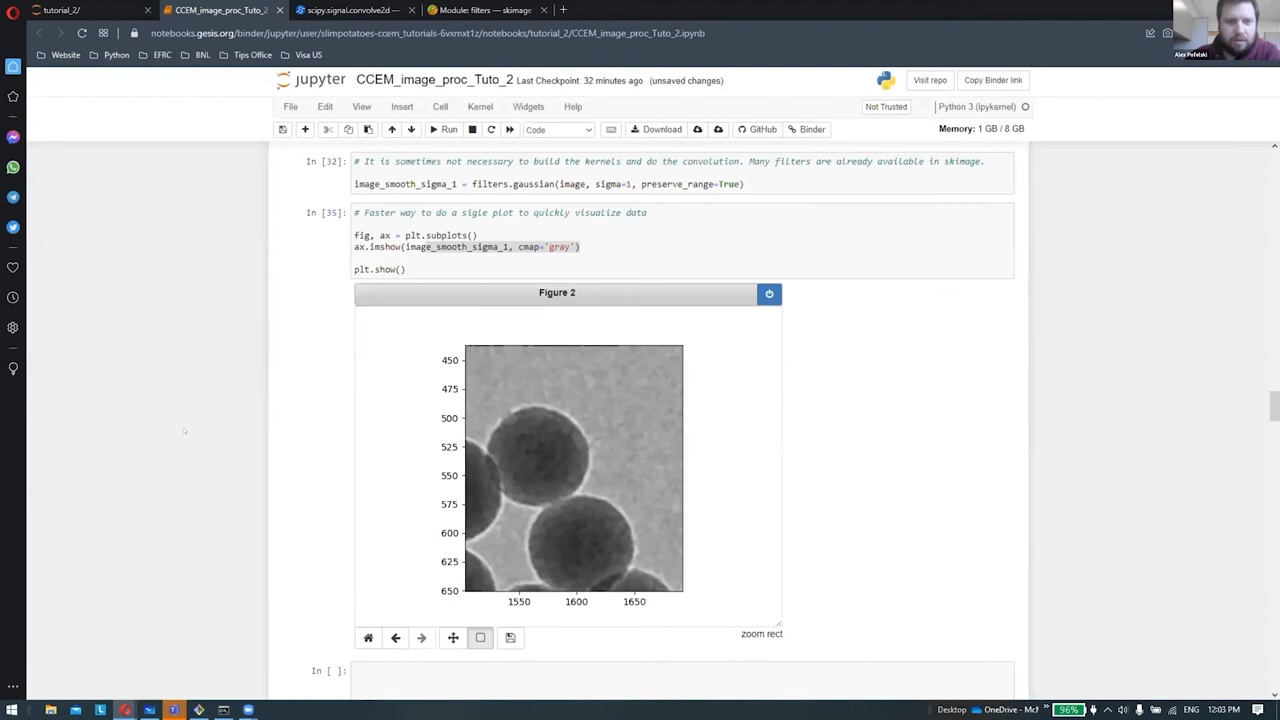 tutorial_2/
CCEM_image_proc_Tuto_2
scipy.signal.convolve2d —
Module: filters — skimage
notebooks.gesis.org/binder/jupyter/user/slimpotatoes-ccem_tutorials-6vxmxt1z/notebooks/tutorial_2/CCEM_image_proc_Tuto_2.ipynb
Website
Python
EFRC
BNL
Tips Office
Visa US
Alex Pofelski
jupyter
CCEM_image_proc_Tuto_2
Last Checkpoint: 32 minutes ago
(unsaved changes)
Visit repo
Copy Binder link
File
Edit
View
Insert
Cell
Kernel
Widgets
Help
Not Trusted
Python 3 (ipykernel)
Run
Code
Download
GitHub
Binder
Memory: 1 GB / 8 GB
In [32]:
# It is sometimes not necessary to build the kernels and do the convolution. Many filters are already available in skimage.
image_smooth_sigma_1 = filters.gaussian(image, sigma=1, preserve_range=True)
In [35]:
# Faster way to do a sigle plot to quickly visualize data
fig, ax = plt.subplots()
ax.imshow(image_smooth_sigma_1, cmap='gray')
plt.show()
Figure 2
450
475
500
525
550
575
600
625
650
1550
1600
1650
zoom rect
In [ ]:
Desktop
OneDrive - McM
96%
12:03 PM